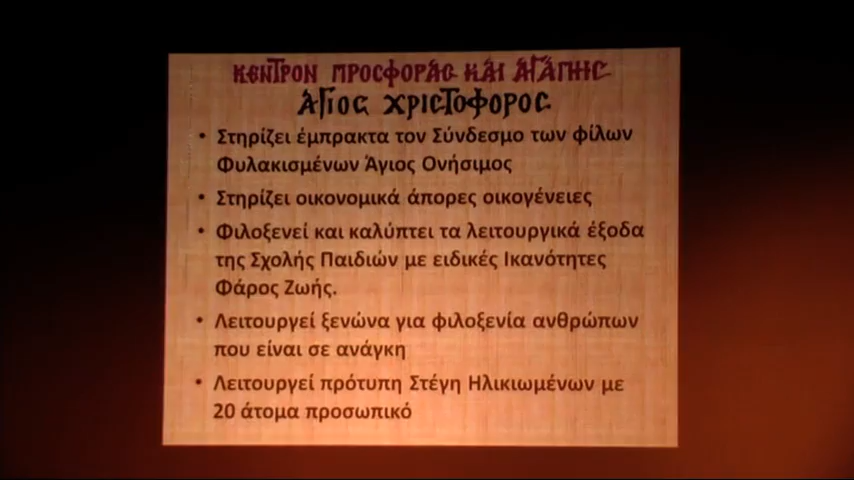 ΚΕΝΤΡΟΝ ΠΡΟΣΦΟΡΑΣ ΚΑΙ ΑΓΑΠΗΣ
ΆΓΙΟΣ ΧΡΙΣΤΟΦΟΡΟΣ
• Στηρίζει έμπρακτα τον Σύνδεσμο των φίλων
Φυλακισμένων Άγιος Ονήσιμος
• Στηρίζει οικονομικά άπορες οικογένειες
• Φιλοξενεί και καλύπτει τα λειτουργικά έξοδα
της Σχολής Παιδιών με ειδικές Ικανότητες
Φάρος Ζωής.
• Λειτουργεί ξενώνα για φιλοξενία ανθρώπων
που είναι σε ανάγκη
• Λειτουργεί πρότυπη Στέγη Ηλικιωμένων με
20 άτομα προσωπικό